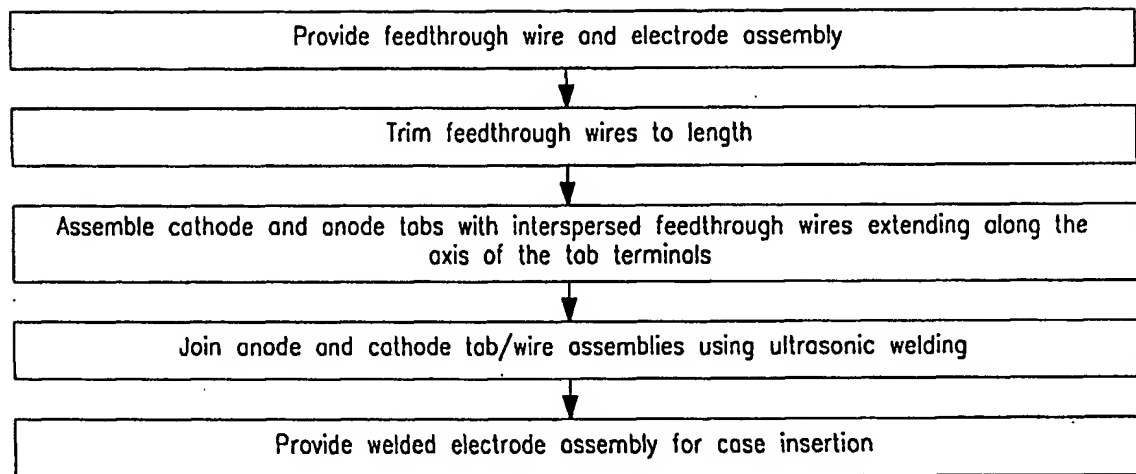 Provide feedthrough wire and electrode assembly
Trim feedthrough wires to length
Assemble cathode and anode tabs with interspersed feedthrough wires extending along the
axis of the tab terminals
Join anode and cathode tab/wire assemblies using ultrasonic welding
Provide welded electrode assembly for case insertion